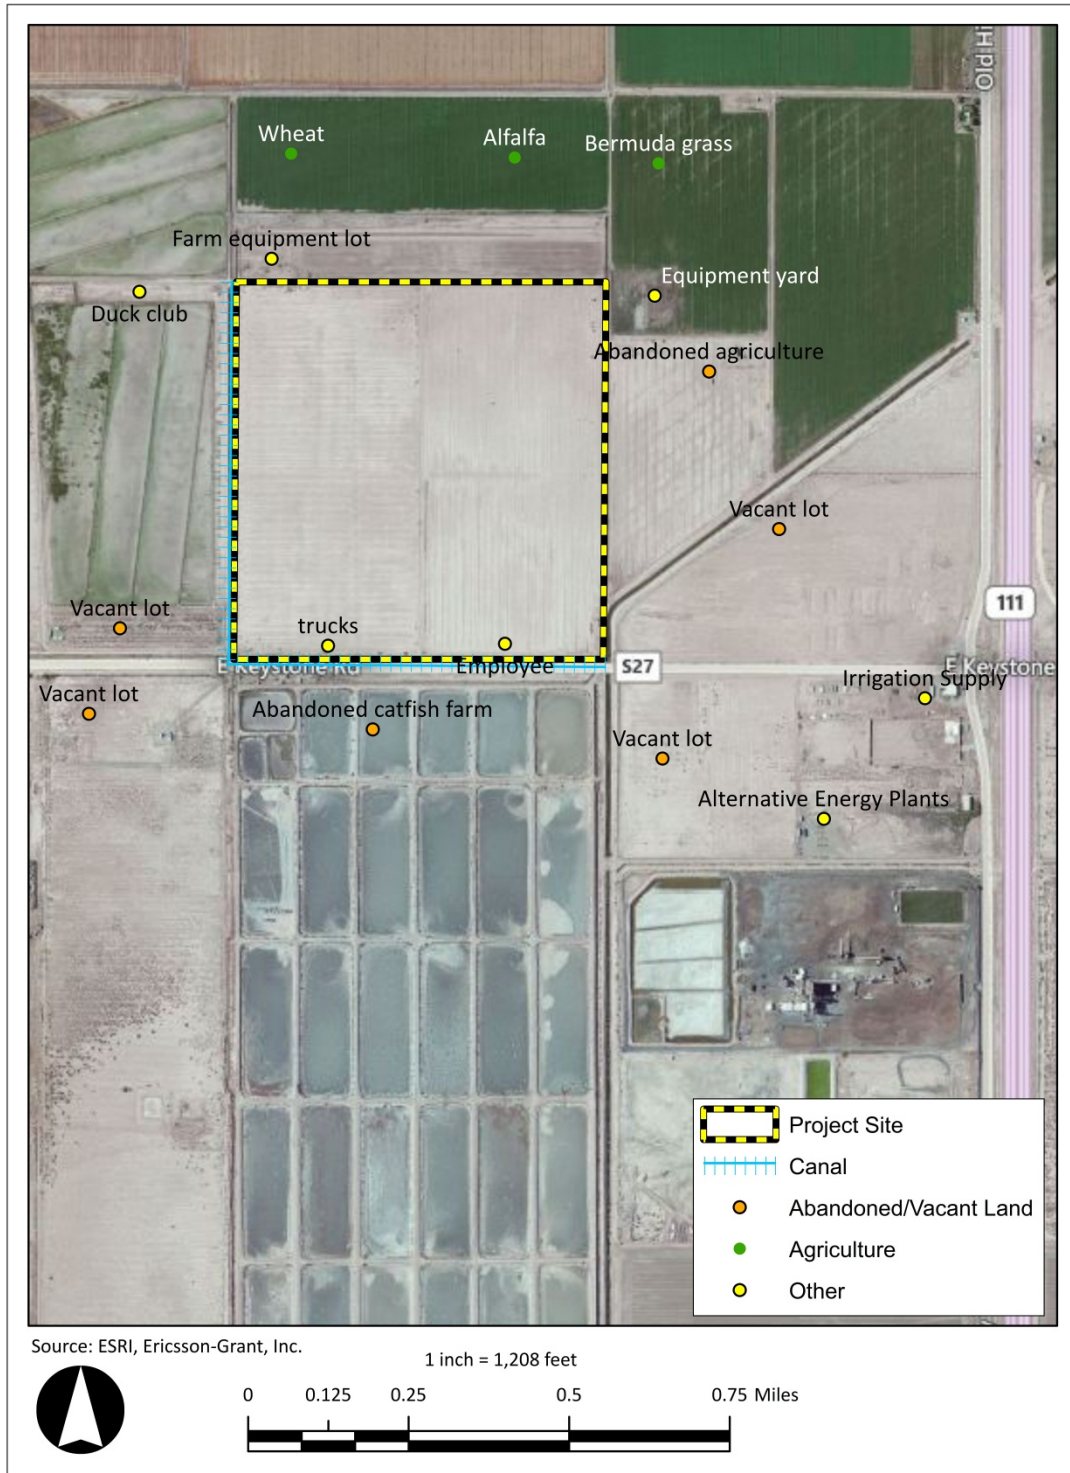 Old Hi
Wheat
Alfalfa
Bermuda grass
Farm equipment lot
Equipment yard
Duck club
Abandoned agriculture
Vacant lot
111
Vacant lot
trucks
Employee
E Keystone Rd
S27
E Keystone
Irrigation Supply
Vacant lot
Abandoned catfish farm
Vacant lot
Alternative Energy Plants
Project Site
Canal
Abandoned/Vacant Land
Agriculture
Other
Source: ESRI, Ericsson-Grant, Inc.
1 inch = 1,208 feet
0 0.125 0.25 0.5 0.75 Miles